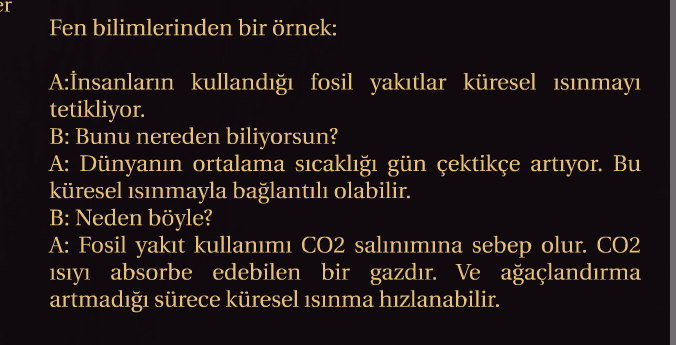 er
Fen bilimlerinden bir örnek:
A:İnsanların kullandığı fosil yakıtlar küresel ısınmayı
tetikliyor.
B: Bunu nereden biliyorsun?
A: Dünyanın ortalama sıcaklığı gün çektikçe artıyor. Bu
küresel ısınmayla bağlantılı olabilir.
B: Neden böyle?
A: Fosil yakıt kullanımı CO2 salınımına sebep olur. CO2
ısıyı absorbe edebilen bir gazdır. Ve ağaçlandırma
artmadığı sürece küresel ısınma hızlanabilir.